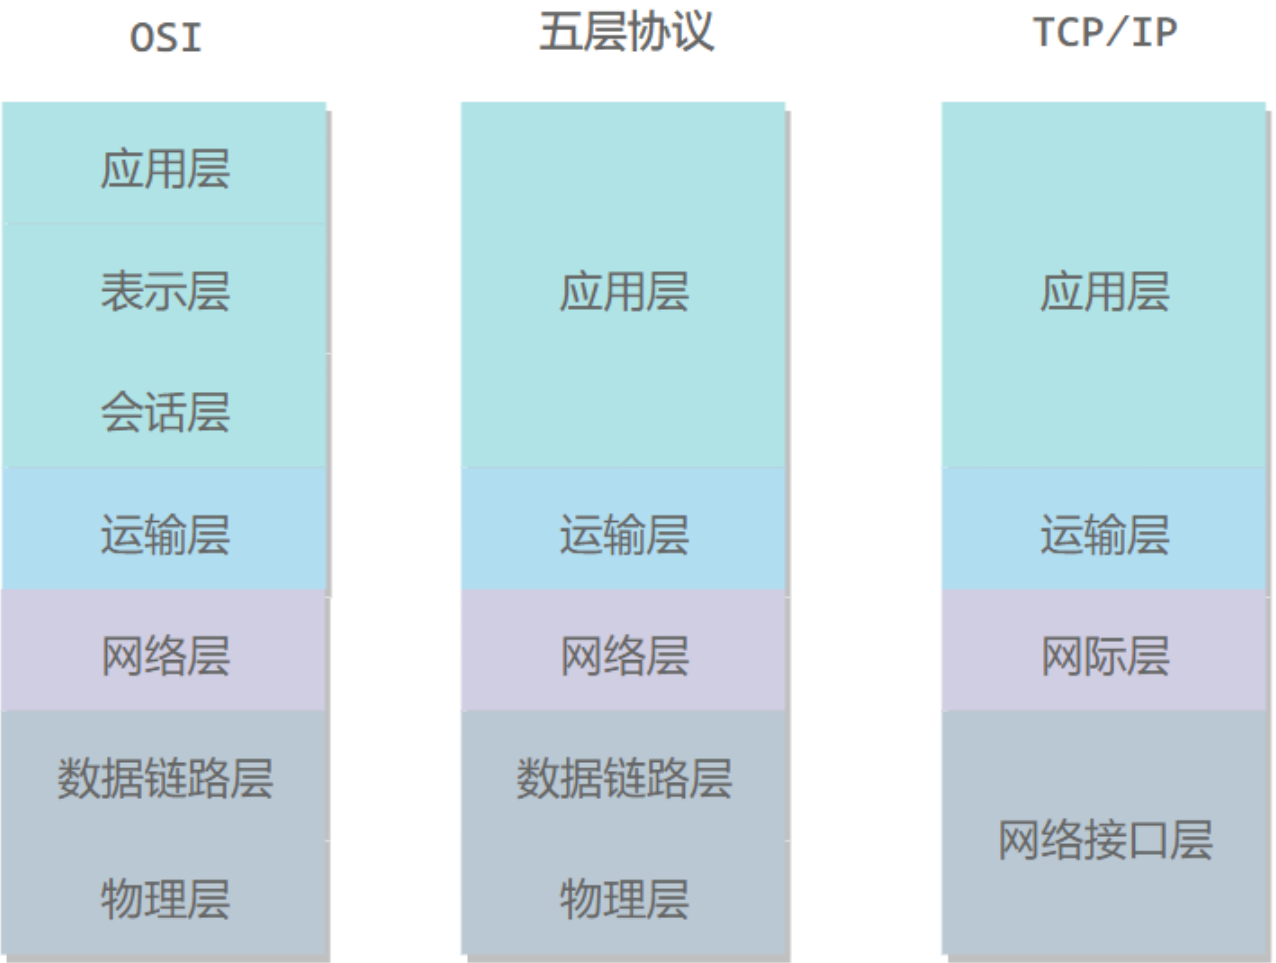 OSI
五层协议
TCP/IP
应用层
表示层
会话层
运输层
网络层
数据链路层
物理层
应用层
运输层
网络层
数据链路层
物理层
应用层
运输层
网际层
网络接口层